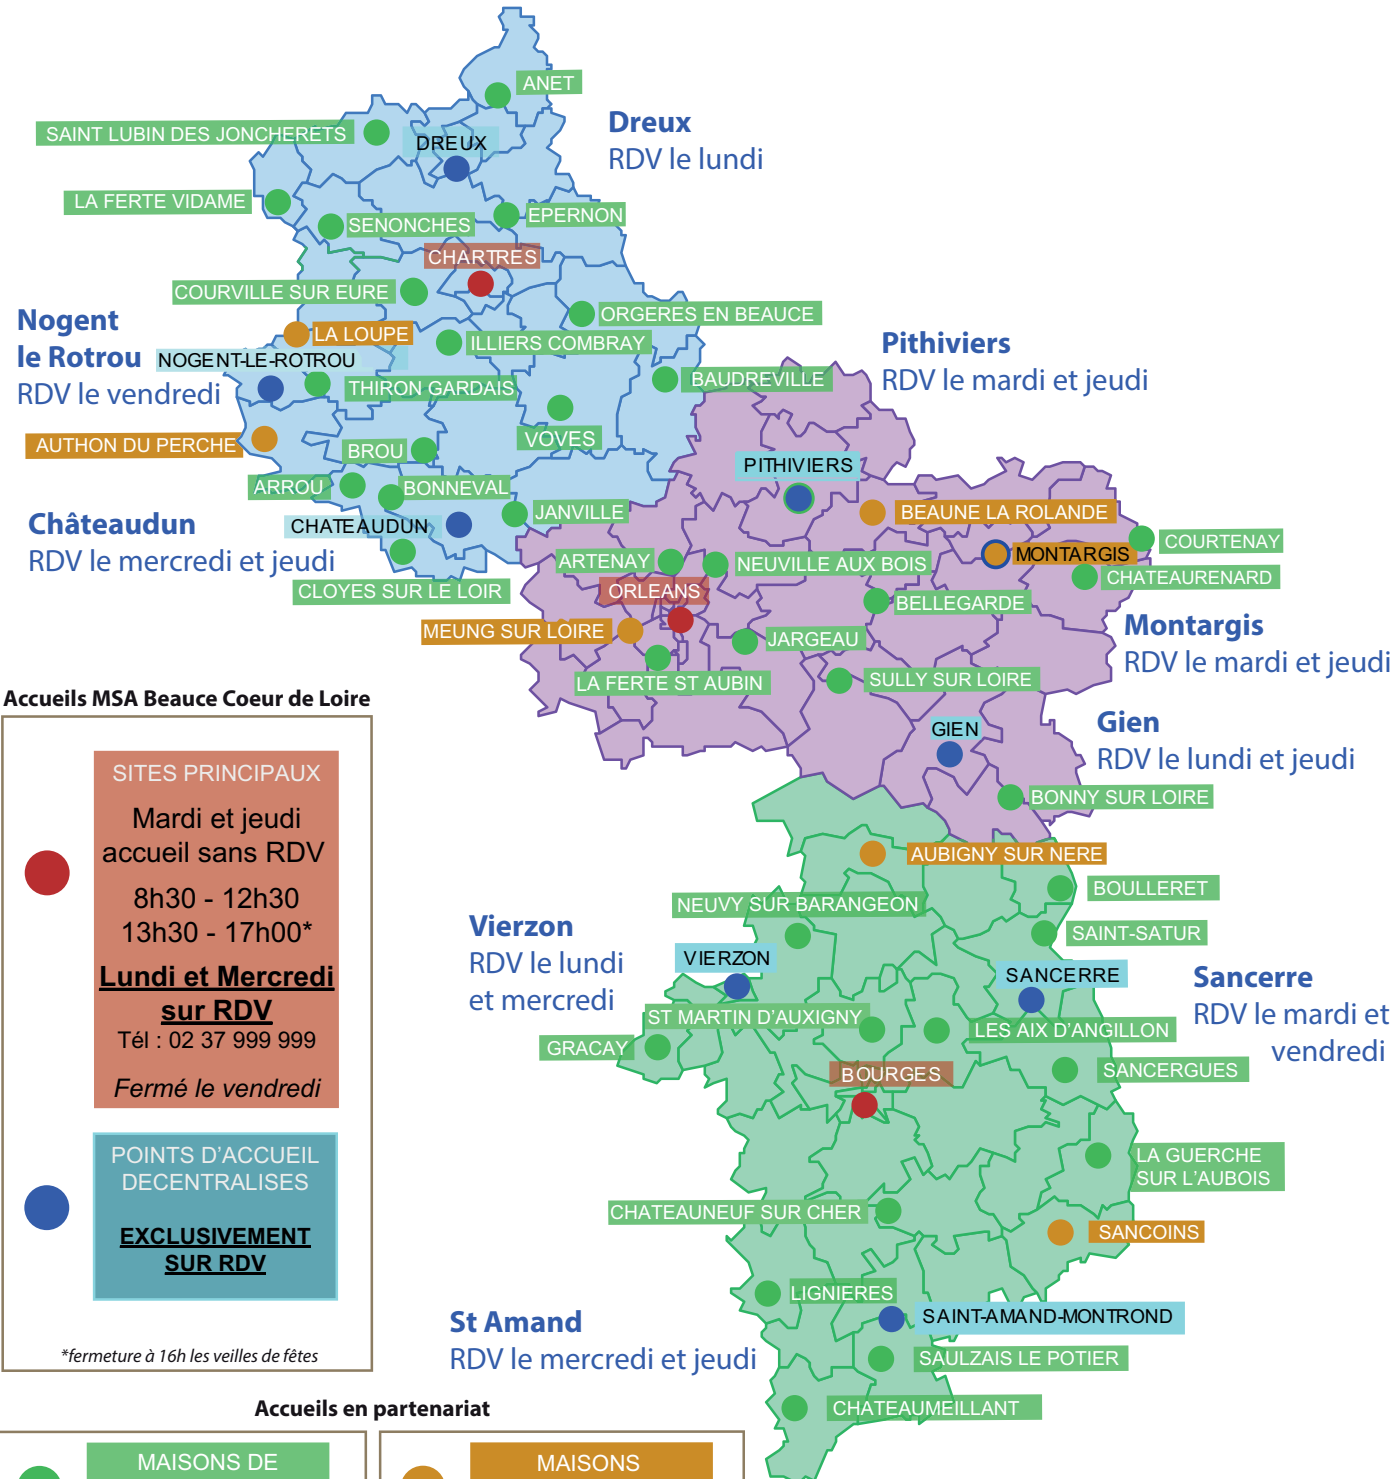 ANET
SAINT LUBIN DES JONCHERETS
DREUX
Dreux
RDV le lundi
LA FERTE VIDAME
SENONCHES
EPERNON
CHARTRES
COURVILLE SUR EURE
ORGERES EN BEAUCE
Nogent
le Rotrou
RDV le vendredi
LA LOUPE
ILLIERS COMBRAY
NOGENT-LE-ROTROU
THIRON GARDAIS
BAUDREVILLE
Pithiviers
RDV le mardi et jeudi
AUTHON DU PERCHE
BROU
VOVES
PITHIVIERS
ARROU
BONNEVAL
JANVILLE
BEAUNE LA ROLANDE
Châteaudun
RDV le mercredi et jeudi
CHATEAUDUN
CLOYES SUR LE LOIR
ARTENAY
NEUVILLE AUX BOIS
MONTARGIS
COURTENAY
CHATEAURENARD
ORLEANS
BELLEGARDE
MEUNG SUR LOIRE
JARGEAU
Montargis
RDV le mardi et jeudi
LA FERTE ST AUBIN
SULLY SUR LOIRE
GIEN
Gien
RDV le lundi et jeudi
BONNY SUR LOIRE
Accueils MSA Beauce Coeur de Loire
SITES PRINCIPAUX
Mardi et jeudi
accueil sans RDV
8h30 - 12h30
13h30 - 17h00*
Lundi et Mercredi
sur RDV
Tél : 02 37 999 999
Fermé le vendredi
POINTS D'ACCUEIL
DECENTRALISES
EXCLUSIVEMENT
SUR RDV
*fermeture à 16h les veilles de fêtes
AUBIGNY SUR NERE
BOULLERET
NEUVY SUR BARANGEON
SAINT-SATUR
Vierzon
RDV le lundi
et mercredi
VIERZON
SANCERRE
Sancerre
RDV le mardi et
vendredi
ST MARTIN D'AUXIGNY
LES AIX D'ANGILLON
GRACAY
SANCERGUES
BOURGES
LA GUERCHE
SUR L'AUBOIS
CHATEAUNEUF SUR CHER
SANCOINS
LIGNIERES
SAINT-AMAND-MONTROND
St Amand
RDV le mercredi et jeudi
SAULZAIS LE POTIER
CHATEAUMEILLANT
Accueils en partenariat
MAISONS DE
MAISONS